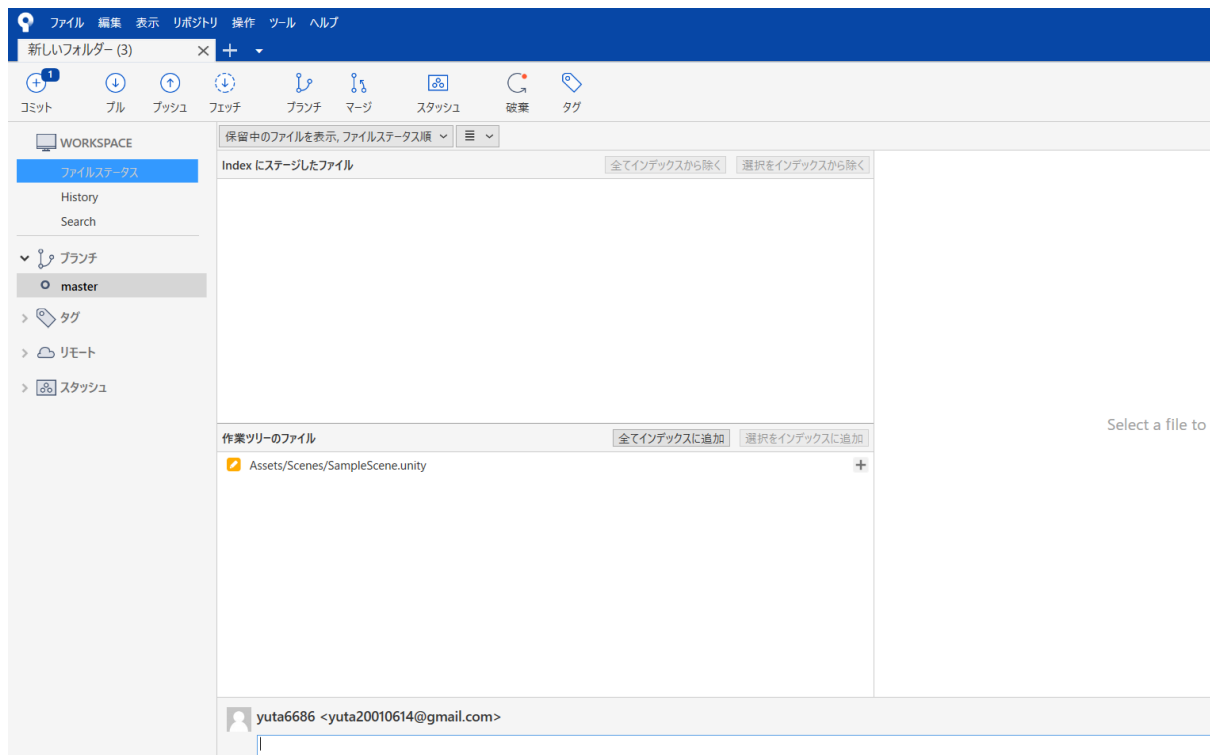 ファイル 編集 表示 リポジトリ 操作 ツール ヘルプ
新しいフォルダー (3)
1
コミット プル プッシュ フェッチ ブランチ マージ スタッシュ 破棄 タグ
WORKSPACE
ファイルステータス
History
Search
ブランチ
master
タグ
リモート
スタッシュ
保留中のファイルを表示, ファイルステータス順
Index にステージしたファイル 全てインデックスから除く 選択をインデックスから除く
作業ツリーのファイル 全てインデックスに追加 選択をインデックスに追加
Assets/Scenes/SampleScene.unity
Select a file to
yuta6686 <yuta20010614@gmail.com>